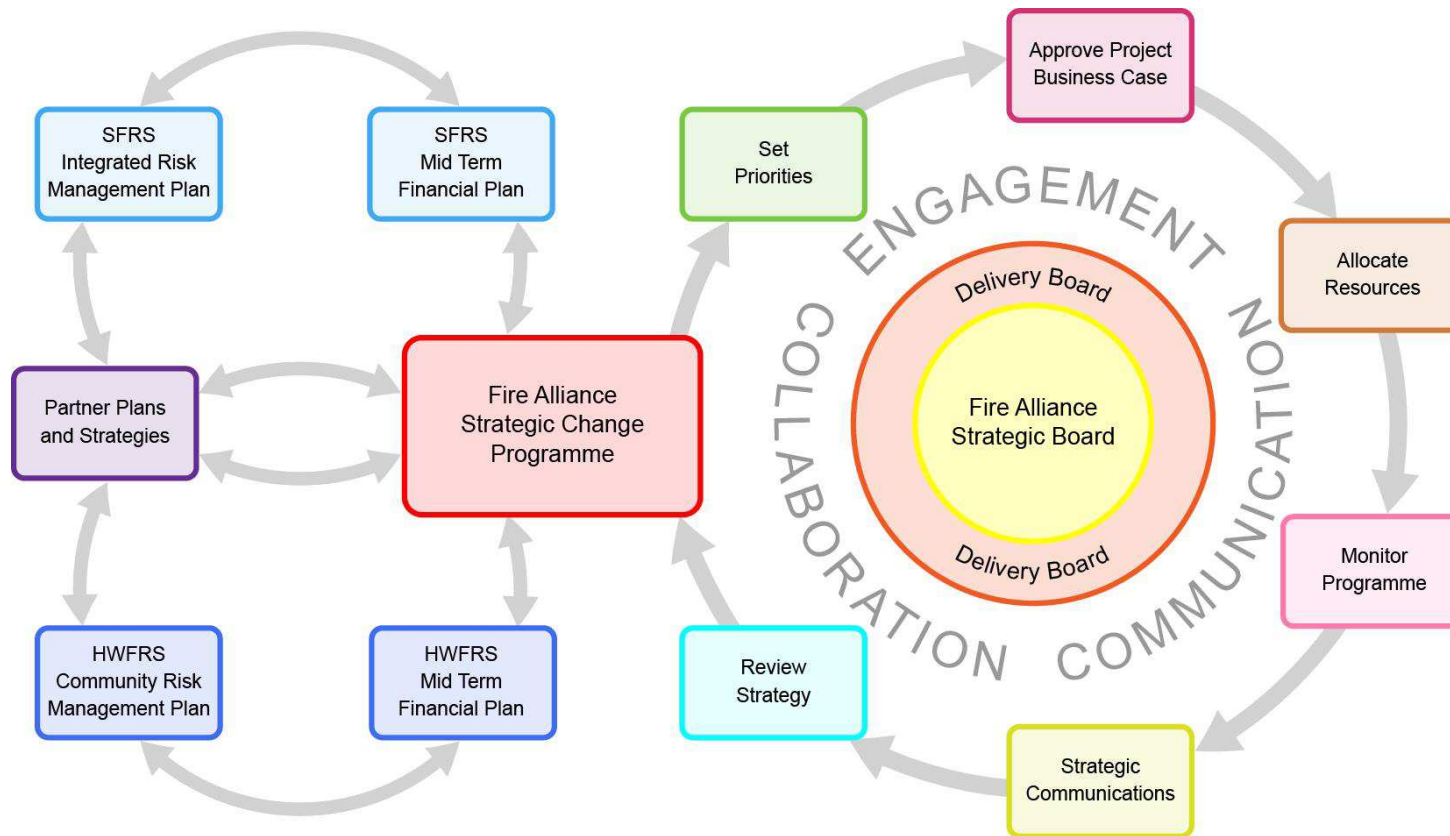 SFRS
Integrated Risk
Management Plan
SFRS
Mid Term
Financial Plan
Partner Plans
and Strategies
Fire Alliance
Strategic Change
Programme
HWFRS
Community Risk
Management Plan
HWFRS
Mid Term
Financial Plan
Set
Priorities
Approve Project
Business Case
Allocate
Resources
Monitor
Programme
Strategic
Communications
Review
Strategy
ENGAGEMENT
COMMUNICATION
COLLABORATION
Delivery Board
Fire Alliance
Strategic Board
Delivery Board